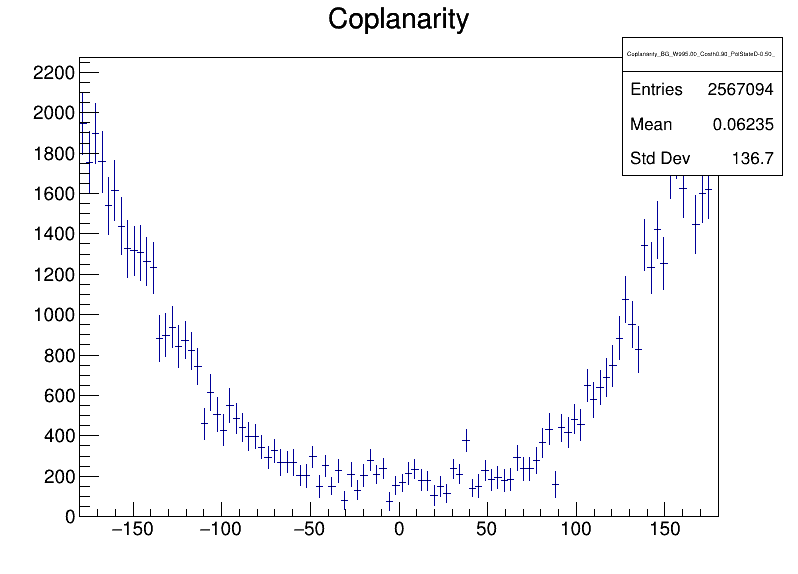 Coplanarity
Coplanarity_BG_W995.00_Costh0.90_PolStateD-0.50_
Entries 2567094
Mean 0.06235
Std Dev 136.7
2200
2000
1800
1600
1400
1200
1000
800
600
400
200
0
−150 −100 −50 0 50 100 150